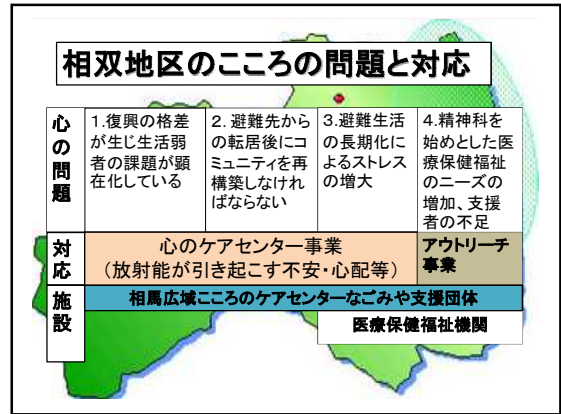 相双地区のこころの問題と対応
心の問題
1.復興の格差
が生じ生活弱
者の課題が顕
在化している
2. 避難先から
の転居後にコ
ミュニティを再
構築しなけれ
ばならない
3.避難生活
の長期化に
よるストレス
の増大
4.精神科を
始めとした医
療保健福祉
のニーズの
増加、支援
者の不足
対応
心のケアセンター事業
（放射能が引き起こす不安・心配等）
アウトリーチ
事業
施設
相馬広域こころのケアセンターなごみや支援団体
医療保健福祉機関